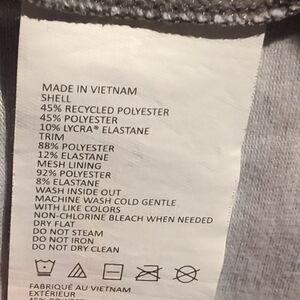 MADE IN VIETNAM
SHELL
45% RECYCLED POLYESTER
45% POLYESTER
10% LYCRA® ELASTANE
TRIM
88% POLYESTER
12% ELASTANE
MESH LINING
92% POLYESTER
8% ELASTANE
WASH INSIDE OUT
MACHINE WASH COLD GENTLE
WITH LIKE COLORS
NON-CHLORINE BLEACH WHEN NEEDED
DRY FLAT
DO NOT STEAM
DO NOT IRON
DO NOT DRY CLEAN
FABRIQUÉ AU VIETNAM
EXTÉRIEUR